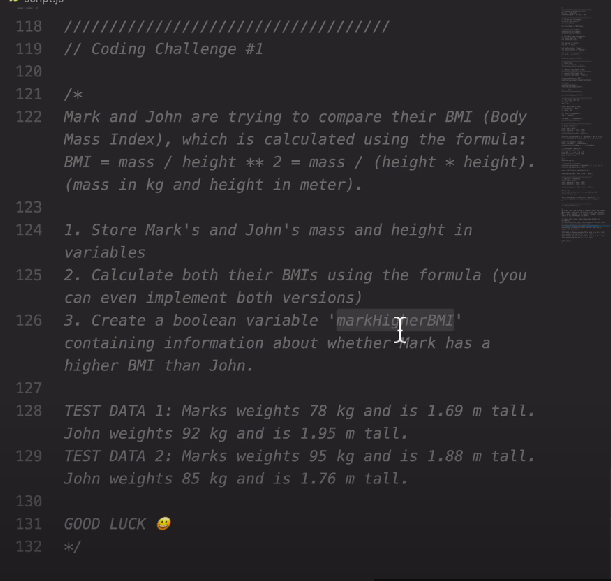 script.js
118 ///////////////////////////////////
119 // Coding Challenge #1
120
121 /*
122 Mark and John are trying to compare their BMI (Body
Mass Index), which is calculated using the formula:
BMI = mass / height ** 2 = mass / (height * height).
(mass in kg and height in meter).
123
124 1. Store Mark's and John's mass and height in
variables
125 2. Calculate both their BMIs using the formula (you
can even implement both versions)
126 3. Create a boolean variable 'markHigherBMI'
containing information about whether Mark has a
higher BMI than John.
127
128 TEST DATA 1: Marks weights 78 kg and is 1.69 m tall.
John weights 92 kg and is 1.95 m tall.
129 TEST DATA 2: Marks weights 95 kg and is 1.88 m tall.
John weights 85 kg and is 1.76 m tall.
130
131 GOOD LUCK 😀
132 */